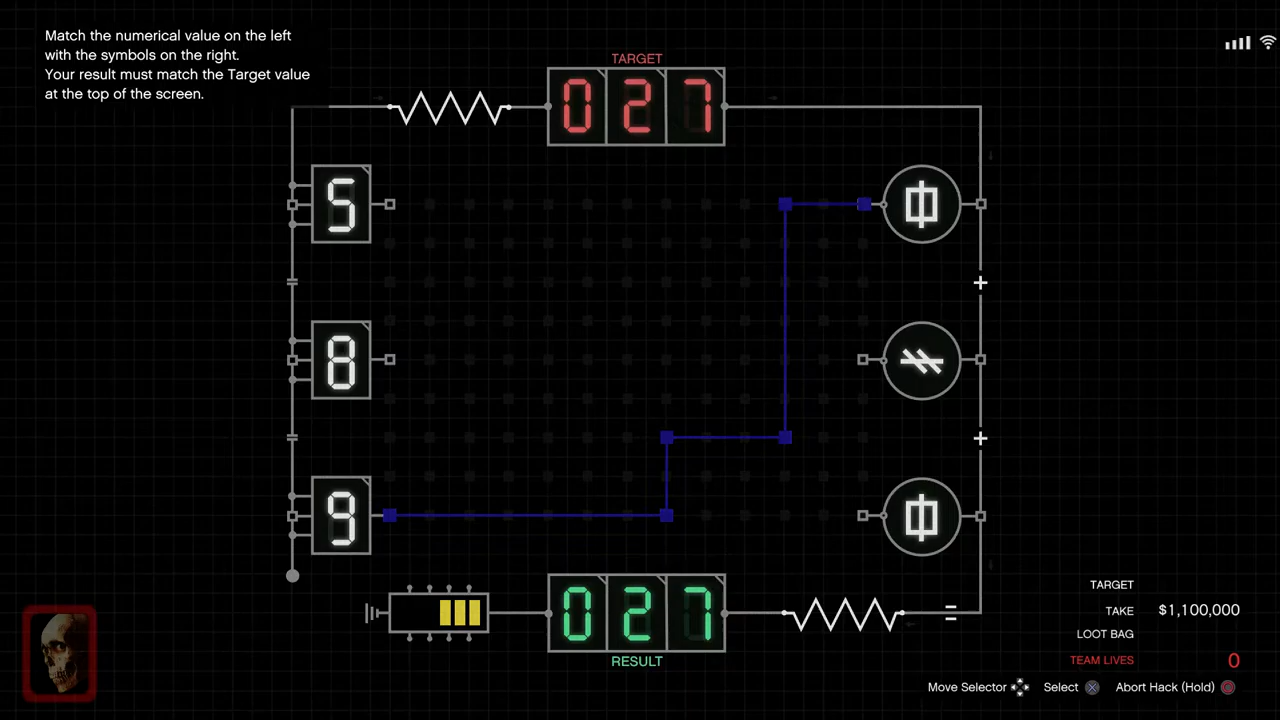 Match the numerical value on the left
with the symbols on the right.
Your result must match the Target value
at the top of the screen.
TARGET
027
5
8
9
+
+
=
027
RESULT
TARGET
TAKE $1,100,000
LOOT BAG
TEAM LIVES 0
Move Selector Select Abort Hack (Hold)